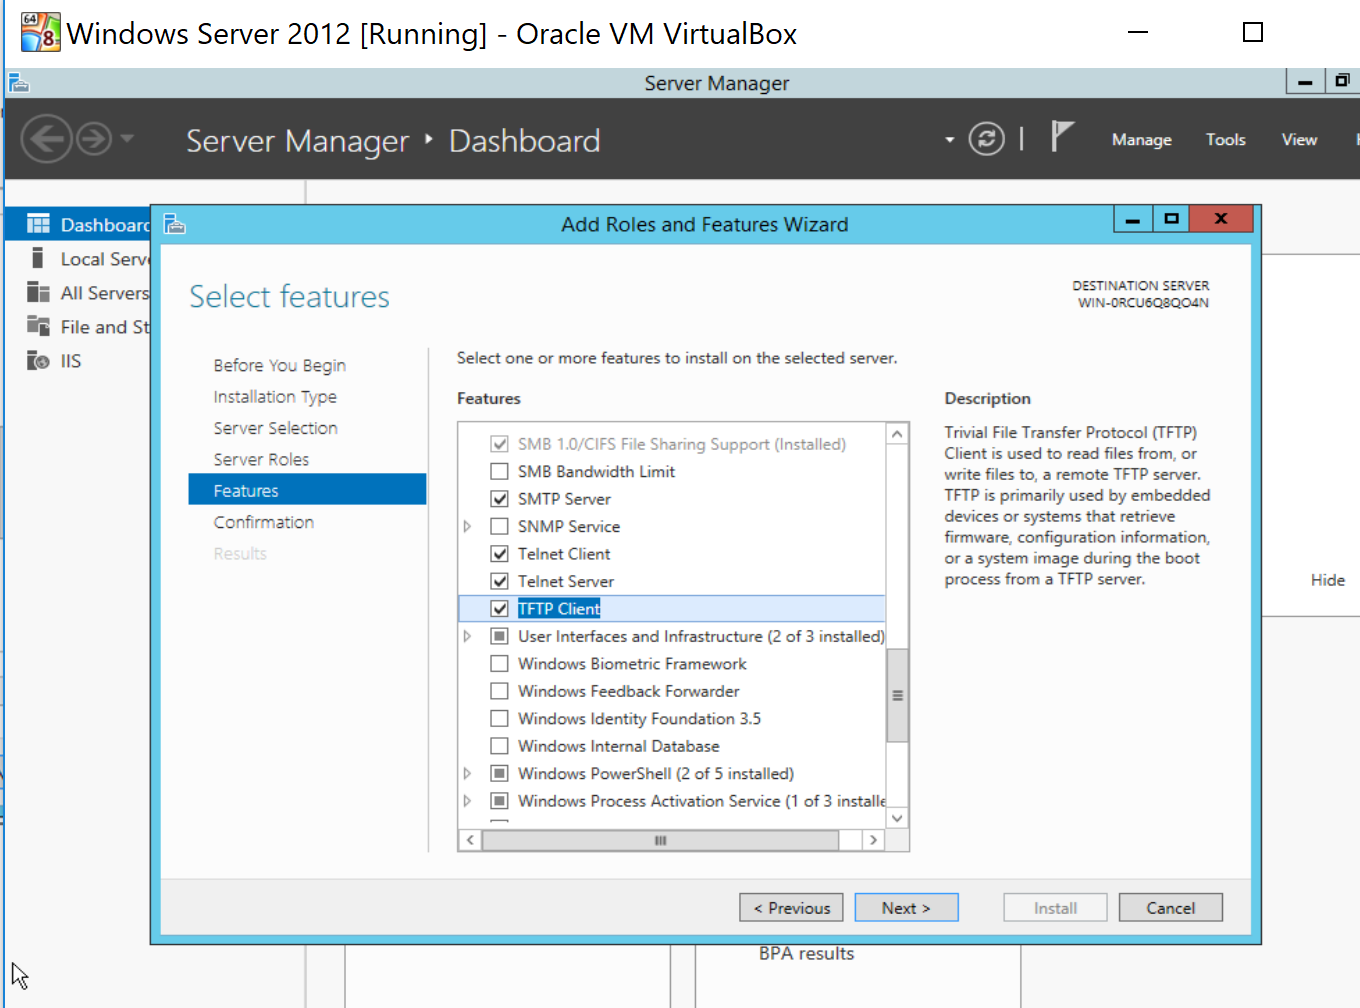 Windows Server 2012 [Running] - Oracle VM VirtualBox
Server Manager
Server Manager ‣ Dashboard
Manage Tools View
Dashboard
Local Serve
All Servers
File and St
IIS
Add Roles and Features Wizard
Select features
DESTINATION SERVER
WIN-0RCU6Q8QO4N
Before You Begin
Installation Type
Server Selection
Server Roles
Features
Confirmation
Results
Select one or more features to install on the selected server.
Features
SMB 1.0/CIFS File Sharing Support (Installed)
SMB Bandwidth Limit
SMTP Server
SNMP Service
Telnet Client
Telnet Server
TFTP Client
User Interfaces and Infrastructure (2 of 3 installed)
Windows Biometric Framework
Windows Feedback Forwarder
Windows Identity Foundation 3.5
Windows Internal Database
Windows PowerShell (2 of 5 installed)
Windows Process Activation Service (1 of 3 installe
Description
Trivial File Transfer Protocol (TFTP)
Client is used to read files from, or
write files to, a remote TFTP server.
TFTP is primarily used by embedded
devices or systems that retrieve
firmware, configuration information,
or a system image during the boot
process from a TFTP server.
Hide
< Previous
Next >
Install
Cancel
BPA results